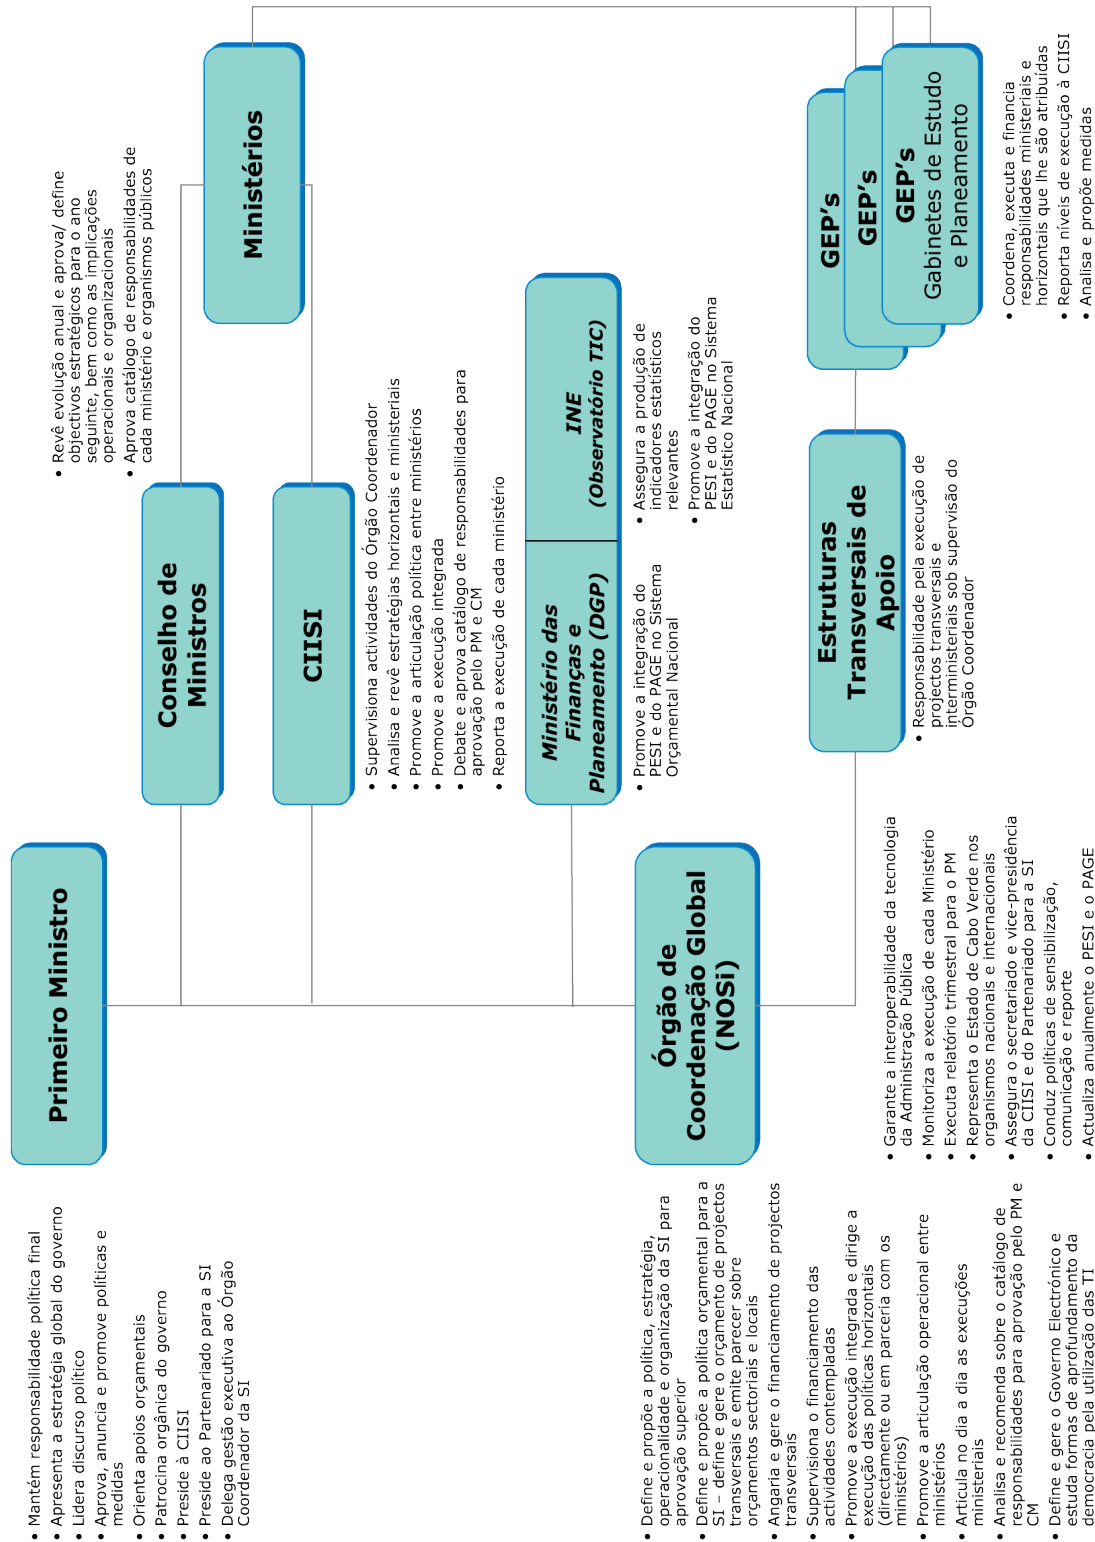 • Mantém responsabilidade política final
• Apresenta a estratégia global do governo
• Lidera discurso político
• Aprova, anuncia e promove políticas e
medidas
• Orienta apoios orçamentais
• Patrocina orgânica do governo
• Preside à CIISI
• Preside ao Partenariado para a SI
• Delega gestão executiva ao Órgão
Coordenador da SI
Primeiro Ministro
Conselho de
Ministros
• Revê evolução anual e aprova/ define
objectivos estratégicos para o ano
seguinte, bem como as implicações
operacionais e organizacionais
• Aprova catálogo de responsabilidades de
cada ministério e organismos públicos
Ministérios
CIISI
• Supervisiona actividades do Órgão Coordenador
• Analisa e revê estratégias horizontais e ministeriais
• Promove a articulação política entre ministérios
• Promove a execução integrada
• Debate e aprova catálogo de responsabilidades para
aprovação pelo PM e CM
• Reporta a execução de cada ministério
Ministério das
Finanças e
Planeamento (DGP)
INE
(Observatório TIC)
• Promove a integração do
PESI e do PAGE no Sistema
Orçamental Nacional
• Assegura a produção de
indicadores estatísticos
relevantes
• Promove a integração do
PESI e do PAGE no Sistema
Estatístico Nacional
Órgão de
Coordenação Global
(NOSi)
• Define e propõe a política, estratégia,
operacionalidade e organização da SI para
aprovação superior
• Define e propõe a política orçamental para a
SI – define e gere o orçamento de projectos
transversais e emite parecer sobre
orçamentos sectoriais e locais
• Angaria e gere o financiamento de projectos
transversais
• Supervisiona o financiamento das
actividades contempladas
• Promove a execução integrada e dirige a
execução das políticas horizontais
(directamente ou em parceria com os
ministérios)
• Promove a articulação operacional entre
ministérios
• Articula no dia a dia as execuções
ministeriais
• Analisa e recomenda sobre o catálogo de
responsabilidades para aprovação pelo PM e
CM
• Define e gere o Governo Electrónico e
estuda formas de aprofundamento da
democracia pela utilização das TI
• Garante a interoperabilidade da tecnologia
da Administração Pública
• Monitoriza a execução de cada Ministério
• Executa relatório trimestral para o PM
• Representa o Estado de Cabo Verde nos
organismos nacionais e internacionais
• Assegura o secretariado e vice-presidência
da CIISI e do Partenariado para a SI
• Conduz políticas de sensibilização,
comunicação e reporte
• Actualiza anualmente o PESI e o PAGE
Estruturas
Transversais de
Apoio
• Responsabilidade pela execução de
projectos transversais e
interministeriais sob supervisão do
Orgão Coordenador
GEP’s
GEP’s
GEP’s
Gabinetes de Estudo
e Planeamento
• Coordena, executa e financia
responsabilidades ministeriais e
horizontais que lhe são atribuídas
• Reporta níveis de execução à CIISI
• Analisa e propõe medidas